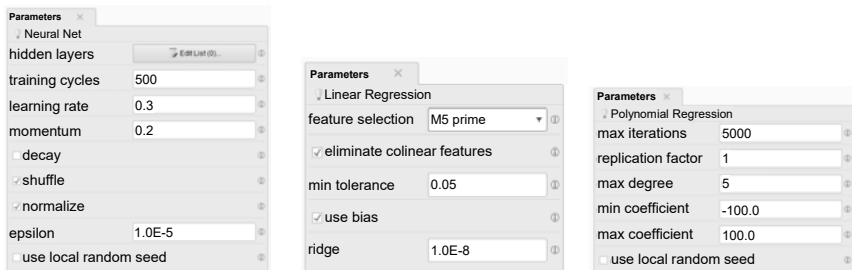 Parameters ×
Neural Net
hidden layers Edit List (0)...
training cycles 500
learning rate 0.3
momentum 0.2
decay
shuffle
normalize
epsilon 1.0E-5
use local random seed
Parameters ×
Linear Regression
feature selection M5 prime
eliminate colinear features
min tolerance 0.05
use bias
ridge 1.0E-8
Parameters ×
Polynomial Regression
max iterations 5000
replication factor 1
max degree 5
min coefficient -100.0
max coefficient 100.0
use local random seed